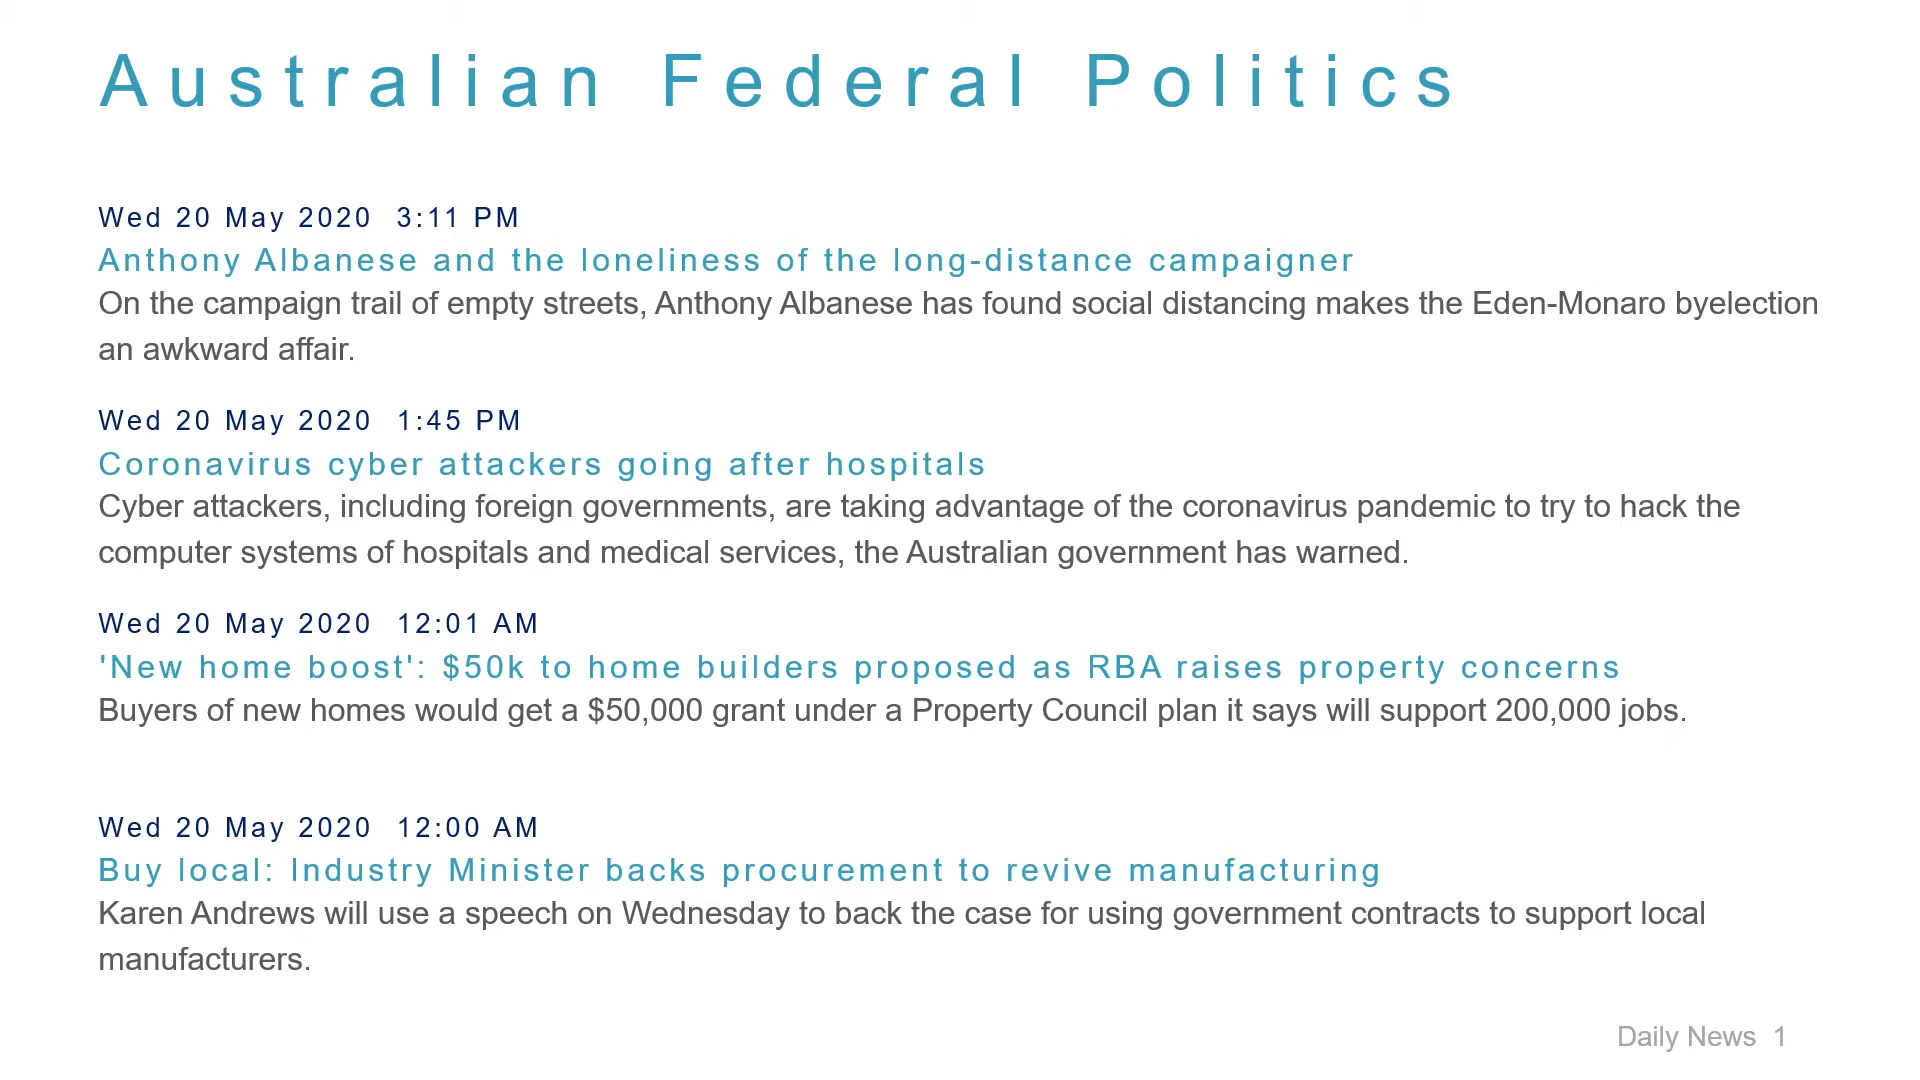 Australian Federal Politics
Wed 20 May 2020  3:11 PM
Anthony Albanese and the loneliness of the long-distance campaigner
On the campaign trail of empty streets, Anthony Albanese has found social distancing makes the Eden-Monaro byelection
an awkward affair.
Wed 20 May 2020  1:45 PM
Coronavirus cyber attackers going after hospitals
Cyber attackers, including foreign governments, are taking advantage of the coronavirus pandemic to try to hack the
computer systems of hospitals and medical services, the Australian government has warned.
Wed 20 May 2020  12:01 AM
'New home boost': $50k to home builders proposed as RBA raises property concerns
Buyers of new homes would get a $50,000 grant under a Property Council plan it says will support 200,000 jobs.
Wed 20 May 2020  12:00 AM
Buy local: Industry Minister backs procurement to revive manufacturing
Karen Andrews will use a speech on Wednesday to back the case for using government contracts to support local
manufacturers.
Daily News  1